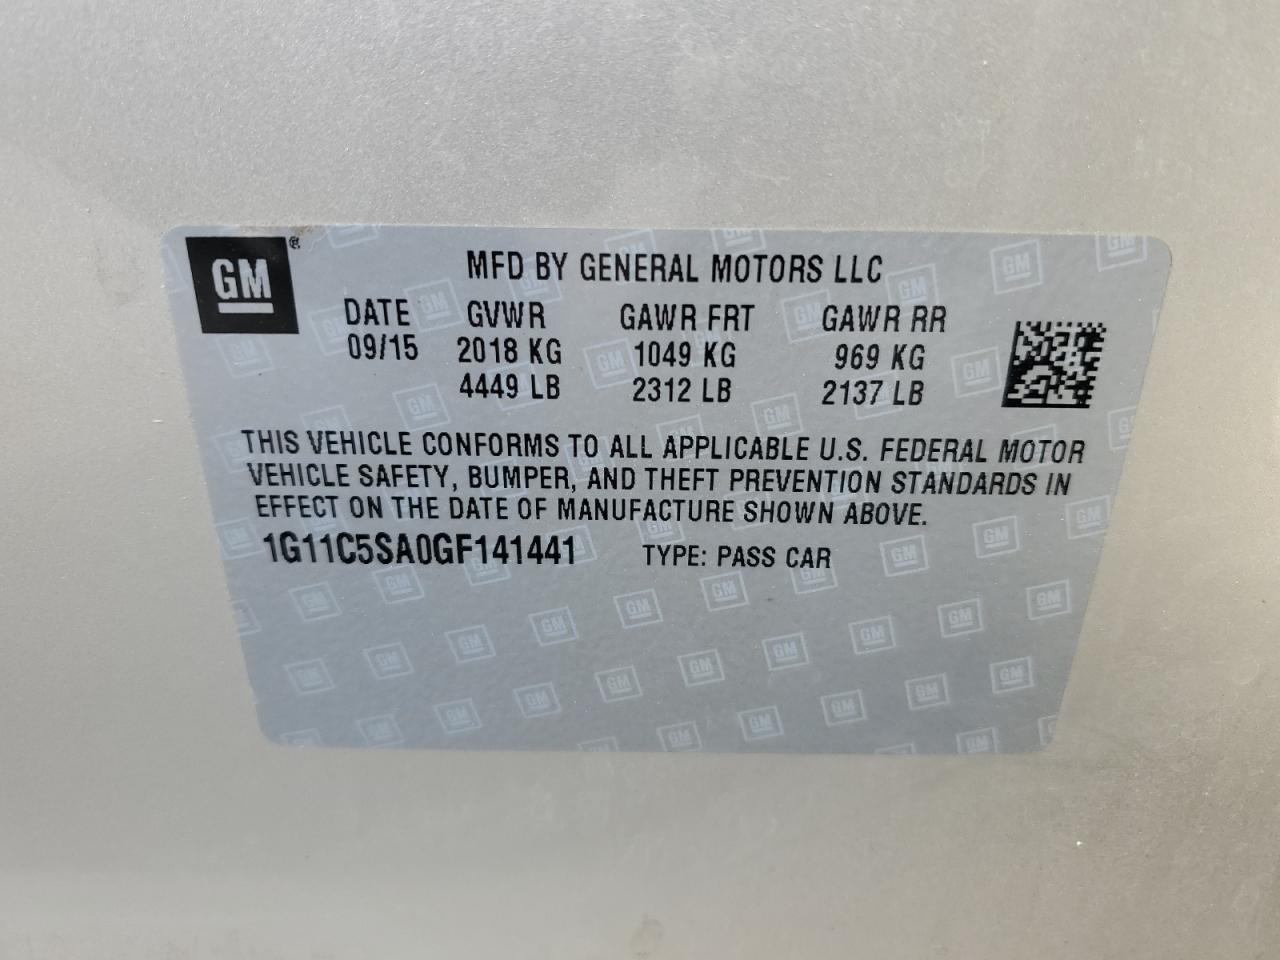 GM®
MFD BY GENERAL MOTORS LLC
DATE GVWR GAWR FRT GAWR RR
09/15 2018 KG 1049 KG 969 KG
4449 LB 2312 LB 2137 LB
THIS VEHICLE CONFORMS TO ALL APPLICABLE U.S. FEDERAL MOTOR
VEHICLE SAFETY, BUMPER, AND THEFT PREVENTION STANDARDS IN
EFFECT ON THE DATE OF MANUFACTURE SHOWN ABOVE.
1G11C5SA0GF141441 TYPE: PASS CAR